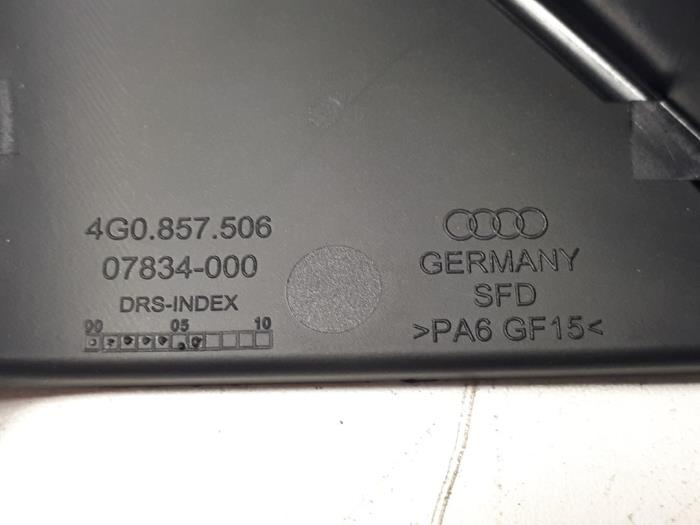 4G0.857.506
07834-000
DRS-INDEX
00 05 10
GERMANY
SFD
>PA6 GF15<